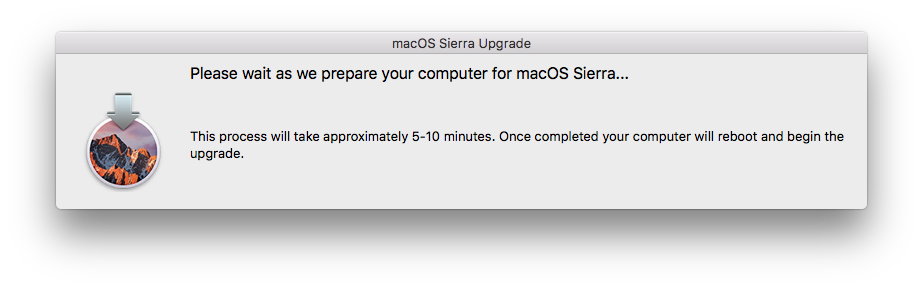 macOS Sierra Upgrade
Please wait as we prepare your computer for macOS Sierra...
This process will take approximately 5-10 minutes. Once completed your computer will reboot and begin the
upgrade.